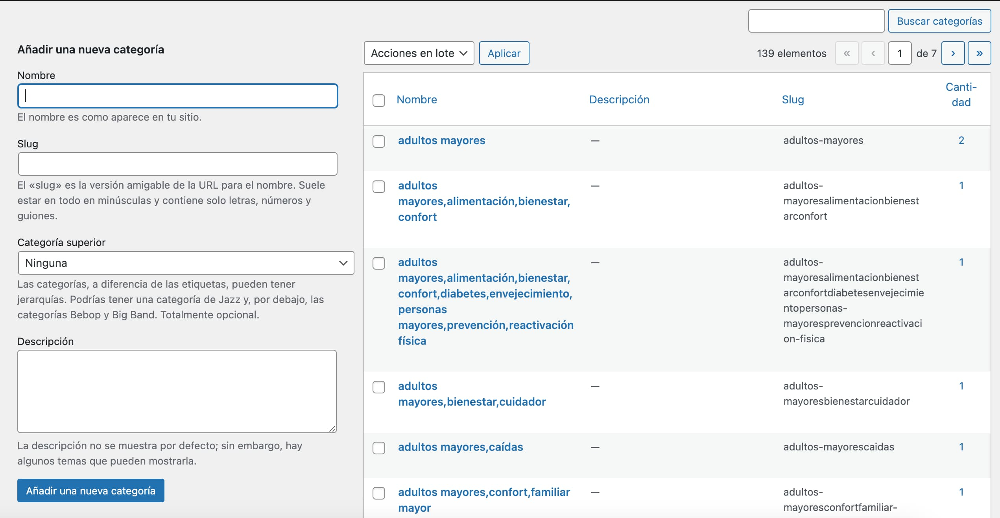 Buscar categorías
Añadir una nueva categoría
Nombre
El nombre es como aparece en tu sitio.
Slug
El «slug» es la versión amigable de la URL para el nombre. Suele
estar en todo en minúsculas y contiene solo letras, números y
guiones.
Categoría superior
Ninguna
Las categorías, a diferencia de las etiquetas, pueden tener
jerarquías. Podrías tener una categoría de Jazz y, por debajo, las
categorías Bebop y Big Band. Totalmente opcional.
Descripción
La descripción no se muestra por defecto; sin embargo, hay
algunos temas que pueden mostrarla.
Añadir una nueva categoría
Acciones en lote Aplicar 139 elementos « ‹ 1 de 7 › »
Nombre Descripción Slug Canti-
dad
adultos mayores — adultos-mayores 2
adultos
mayores,alimentación,bienestar,
confort
—
adultos-
mayoresalimentacionbienest
arconfort
1
adultos
mayores,alimentación,bienestar,
confort,diabetes,envejecimiento,
personas
mayores,prevención,reactivación
física
—
adultos-
mayoresalimentacionbienest
arconfortdiabetesenvejecimie
ntopersonas-
mayoresprevencionreactivaci
on-fisica
1
adultos
mayores,bienestar,cuidador
—
adultos-
mayoresbienestarcuidador
1
adultos mayores,caídas — adultos-mayorescaidas 1
adultos mayores,confort,familiar
mayor
—
adultos-
mayoresconfortfamiliar-
1